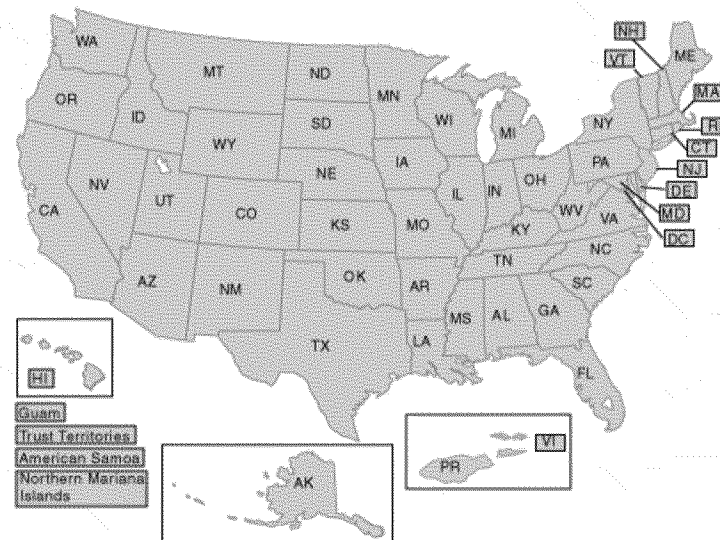 NH
WA
ME
VT
MT
ND
MN
MA
OR
ID
SD
WI
NY
R
WY
MI
CT
IA
PA
NE
NJ
NV
UT
IL
IN
OH
DE
CA
CO
KS
MO
WV
VA
MD
KY
DC
NC
TN
AZ
NM
OK
AR
SC
MS
AL
GA
TX
LA
HI
FL
Guam
Trust Territories
American Samoa
VI
Northern Mariana
Islands
PR
AK